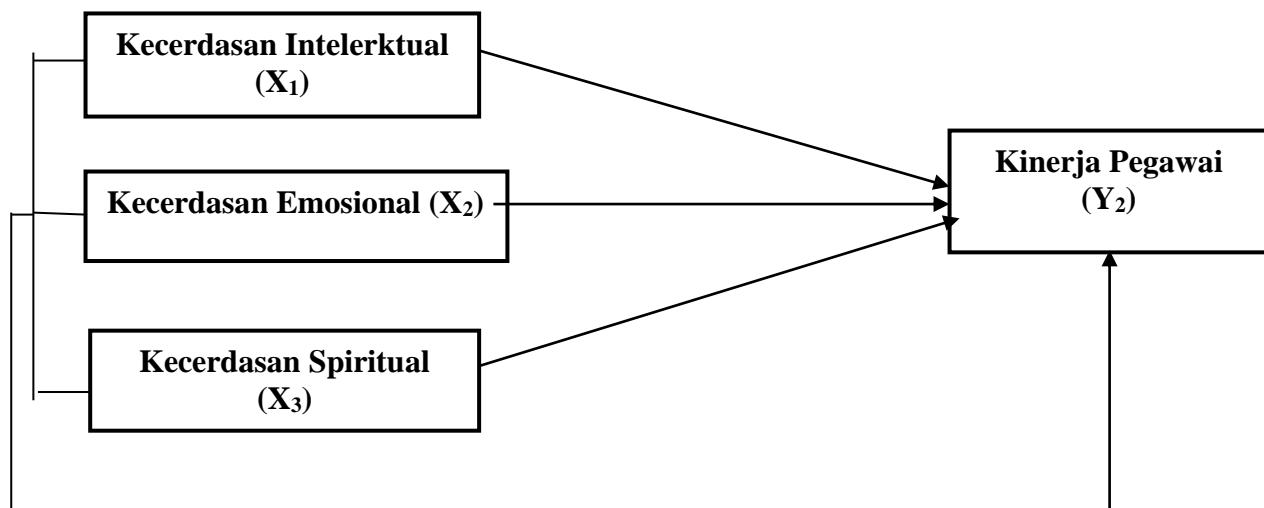 Kecerdasan Intelerktual
(X₁)
Kecerdasan Emosional (X₂)
Kecerdasan Spiritual
(X₃)
Kinerja Pegawai
(Y₂)